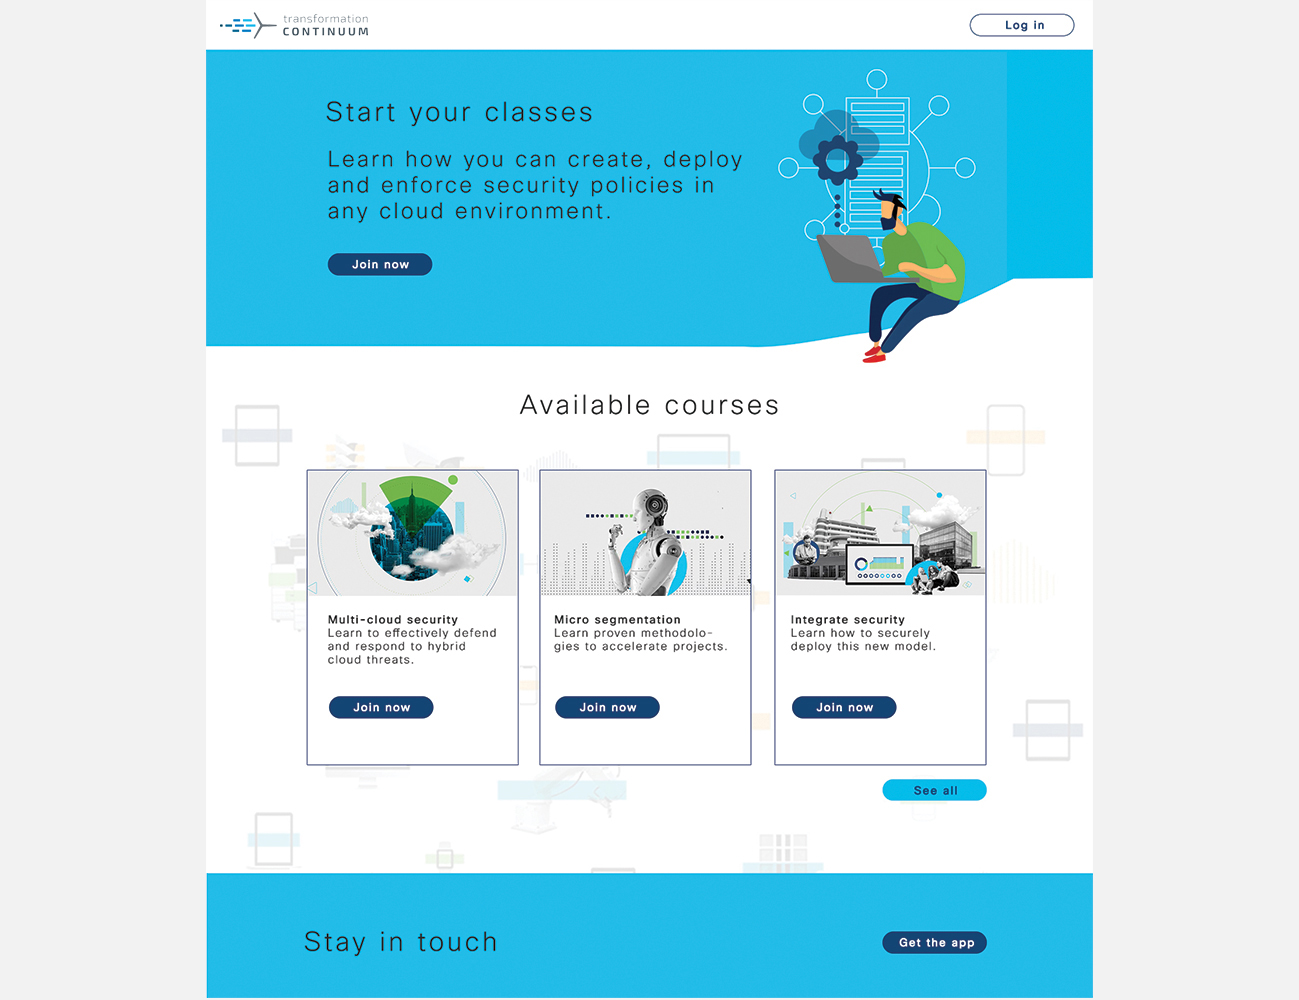 transformation
CONTINUUM
Log in
Start your classes
Learn how you can create, deploy
and enforce security policies in
any cloud environment.
Join now
Available courses
Multi-cloud security
Learn to effectively defend
and respond to hybrid
cloud threats.
Join now
Micro segmentation
Learn proven methodolo-
gies to accelerate projects.
Join now
Integrate security
Learn how to securely
deploy this new model.
Join now
See all
Stay in touch
Get the app